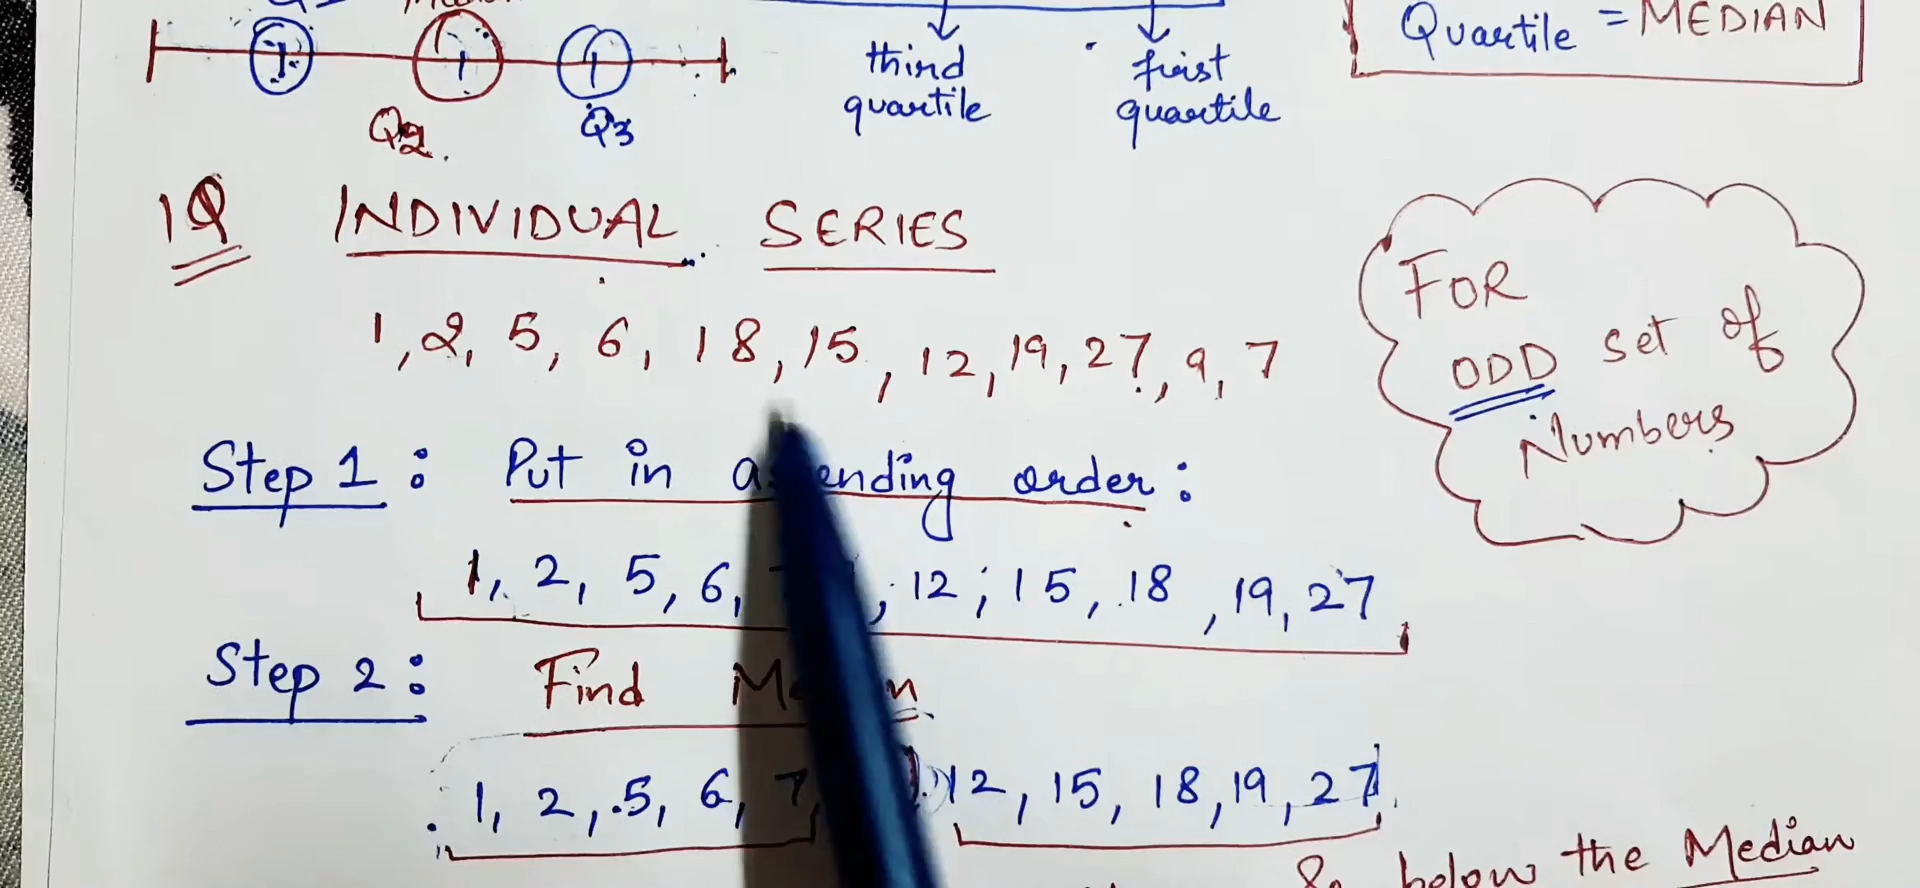 third
quartile
first
quartile
Quartile = MEDIAN
Q2
Q3
1Q INDIVIDUAL SERIES
1, 2, 5, 6, 18, 15, 12, 19, 27, 9, 7
FOR
ODD set of
Numbers
Step 1 : Put in ending order :
1, 2, 5, 6, , 12 ; 15, 18, 19, 27
Step 2 : Find
1, 2, 5, 6, 7, 12, 15, 18, 19, 27
below the Median